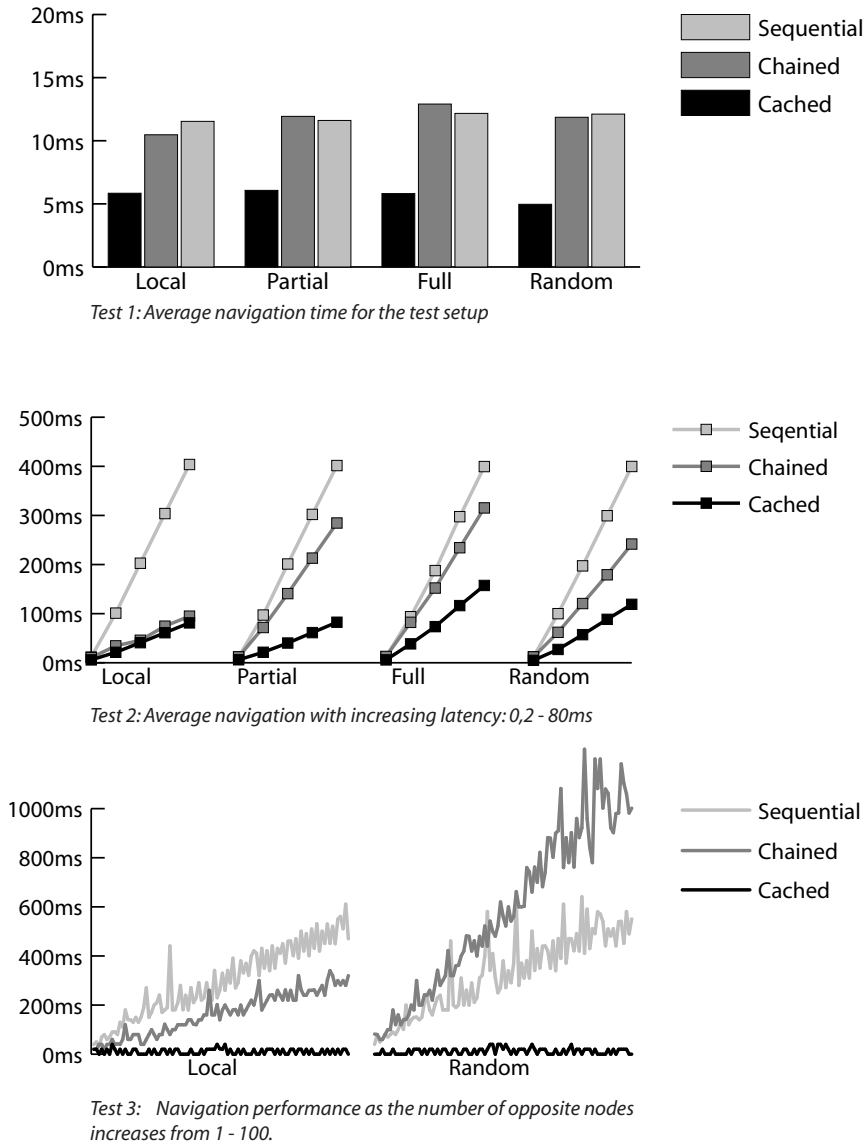 20ms
15ms
10ms
5ms
0ms
Local Partial Full Random
Sequential
Chained
Cached
Test 1: Average navigation time for the test setup
500ms
400ms
300ms
200ms
100ms
0ms
Local Partial Full Random
Seqential
Chained
Cached
Test 2: Average navigation with increasing latency: 0,2 - 80ms
1000ms
800ms
600ms
400ms
200ms
0ms
Local Random
Sequential
Chained
Cached
Test 3: Navigation performance as the number of opposite nodes
increases from 1 - 100.